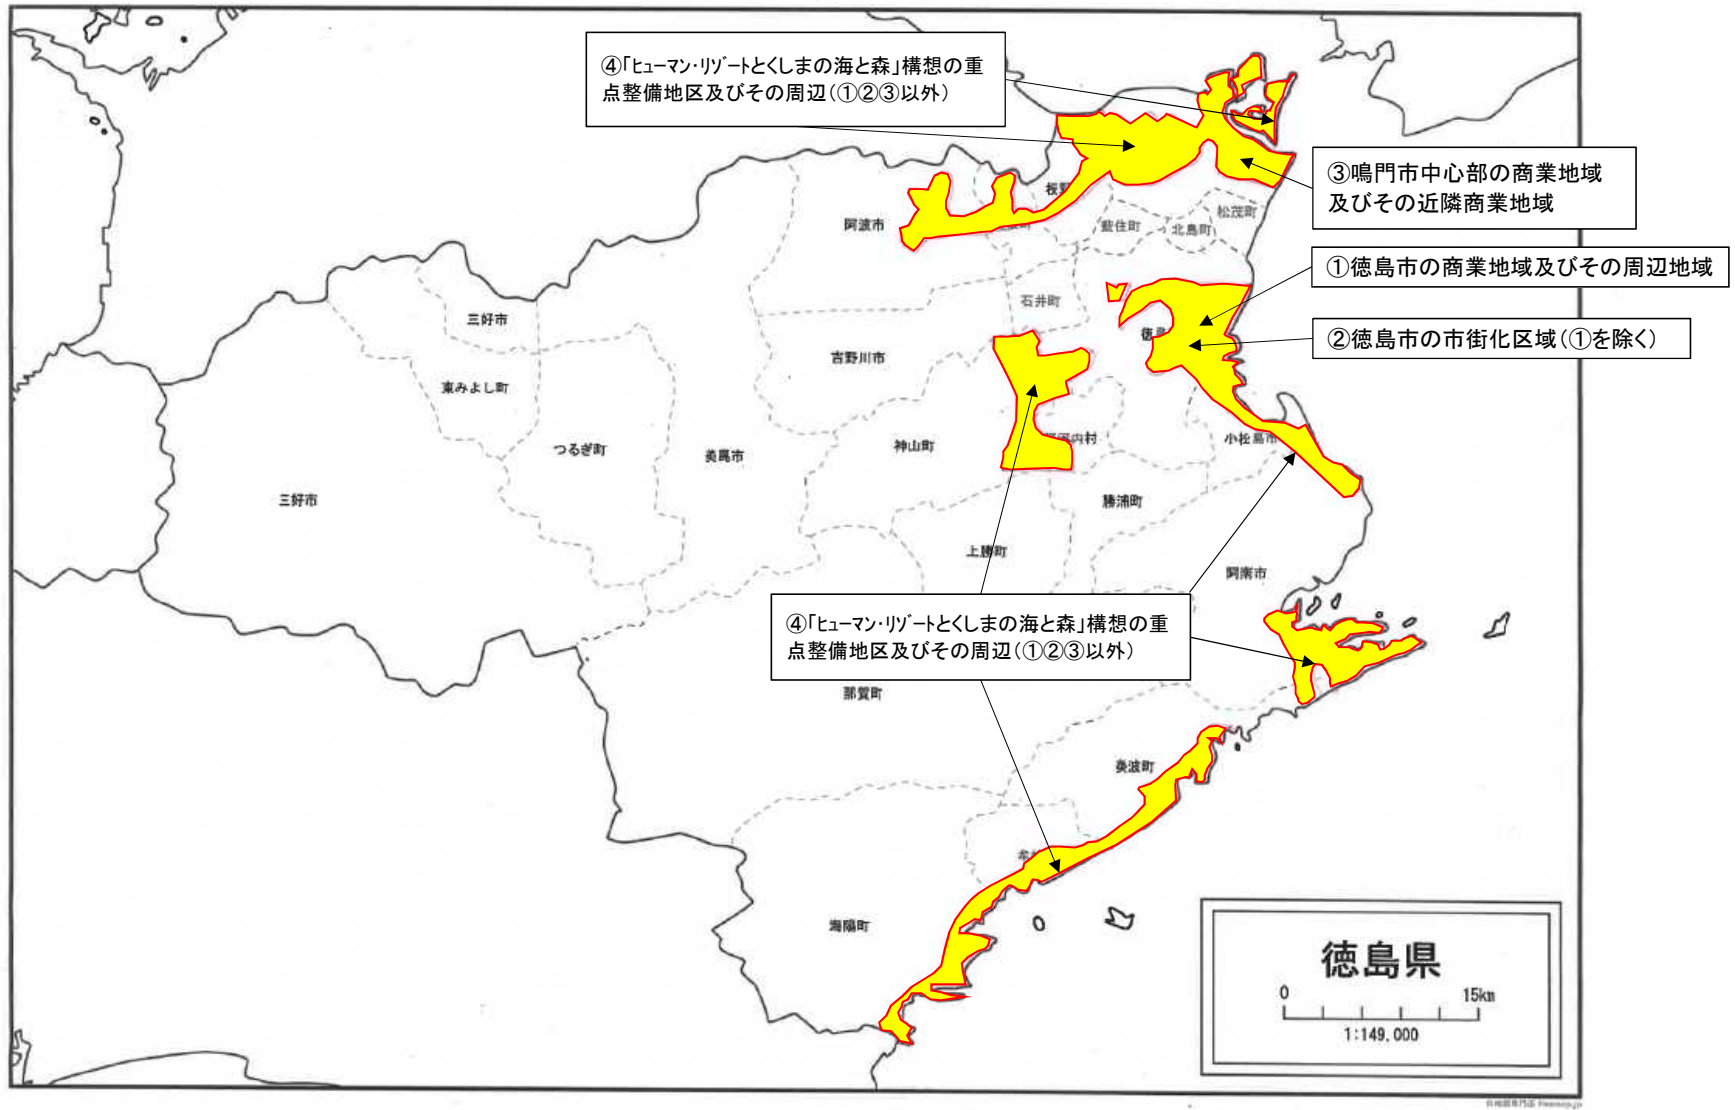 ④「ヒューマン・リゾートとくしまの海と森」構想の重
点整備地区及びその周辺(①②③以外)
③鳴門市中心部の商業地域
及びその近隣商業地域
①徳島市の商業地域及びその周辺地域
②徳島市の市街化区域(①を除く)
阿波市
松茂町
藍住町
北島町
石井町
三好市
吉野川市
東みよし町
つるぎ町
美馬市
神山町
小松島市
三好市
勝浦町
上勝町
阿南市
④「ヒューマン・リゾートとくしまの海と森」構想の重
点整備地区及びその周辺(①②③以外)
那賀町
美波町
海陽町
徳島県
0
15km
1:149,000